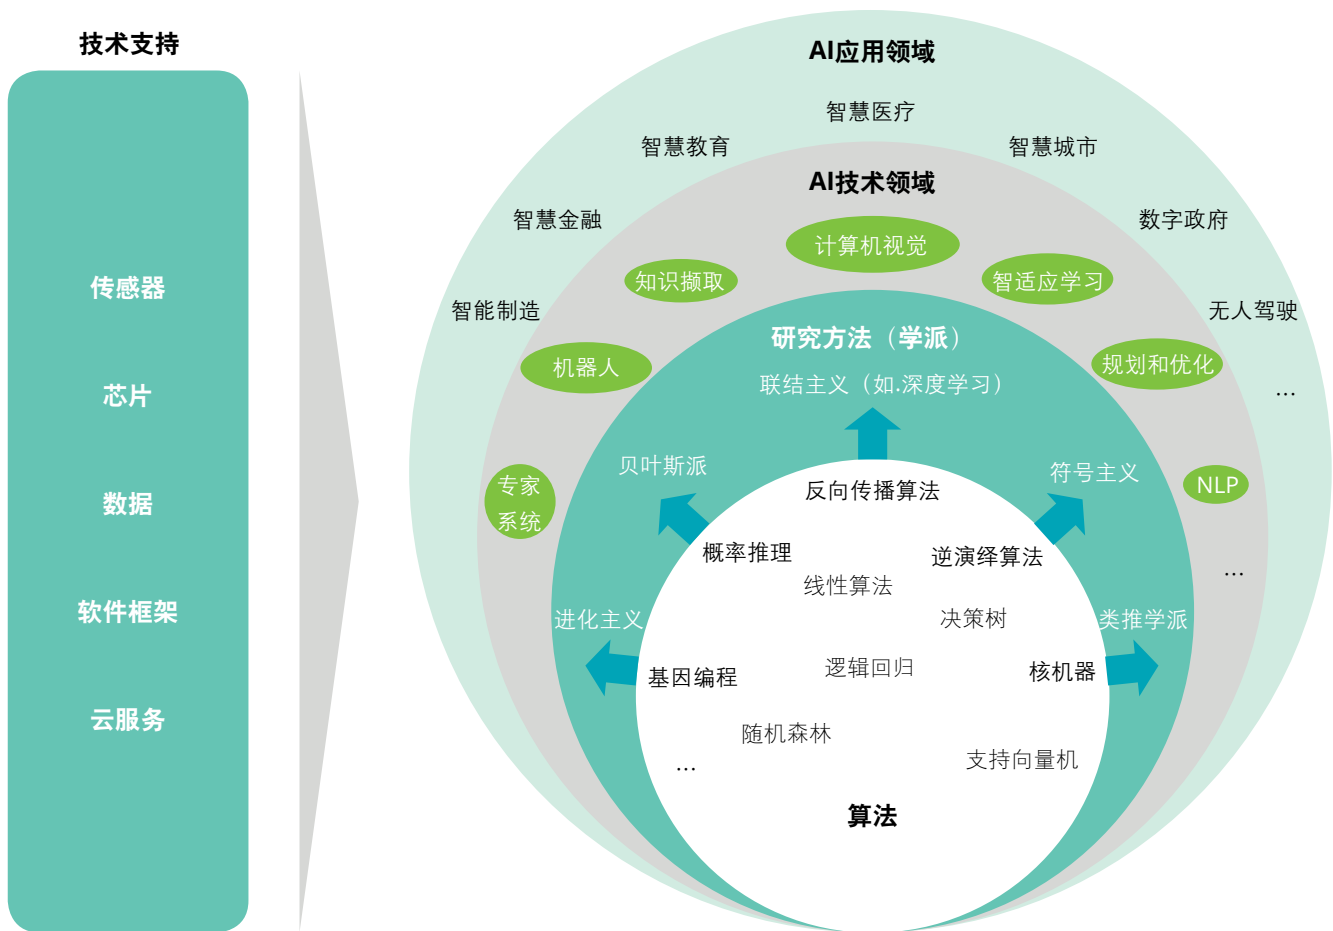 技术支持
传感器
芯片
数据
软件框架
云服务
AI应用领域
智慧医疗
智慧教育
智慧城市
智慧金融
数字政府
智能制造
无人驾驶
...
AI技术领域
计算机视觉
知识撷取
智适应学习
机器人
规划和优化
专家
系统
NLP
...
研究方法（学派）
联结主义（如.深度学习）
贝叶斯派
符号主义
进化主义
类推学派
反向传播算法
概率推理
逆演绎算法
线性算法
决策树
基因编程
逻辑回归
核机器
随机森林
支持向量机
...
算法